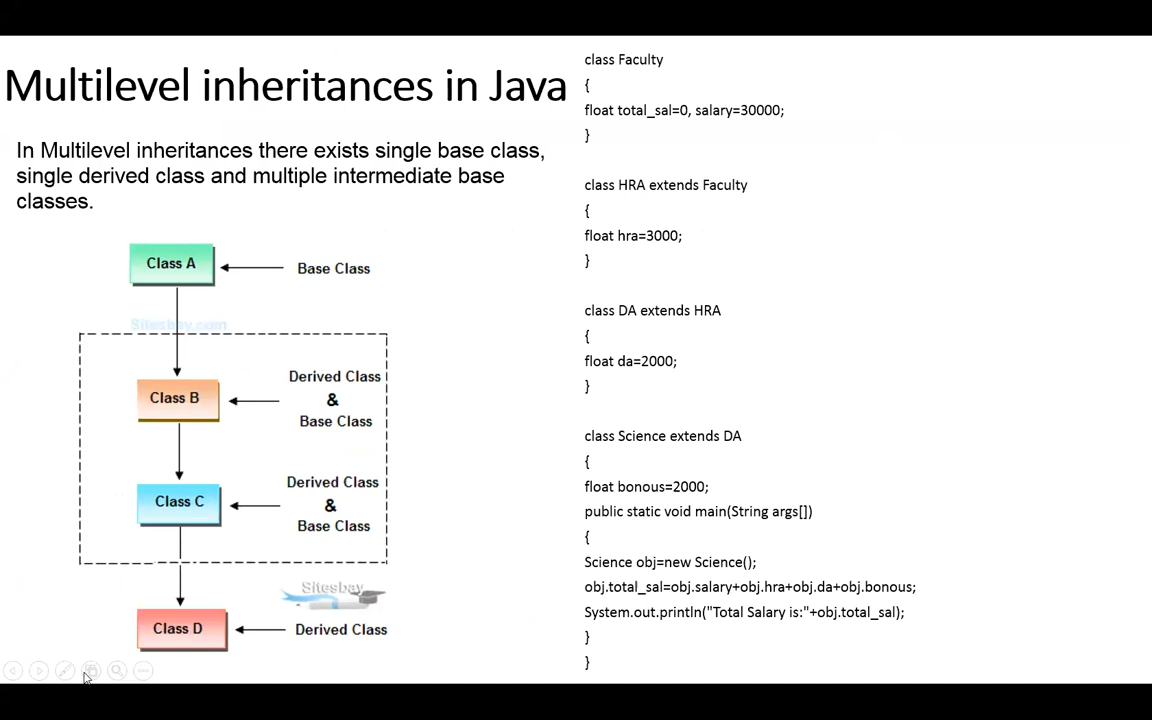 Multilevel inheritances in Java
In Multilevel inheritances there exists single base class,
single derived class and multiple intermediate base
classes.
Class A
Base Class
Sitesbay.com
Class B
Derived Class
&
Base Class
Class C
Derived Class
&
Base Class
Sitesbay
Class D
Derived Class
class Faculty
{
float total_sal=0, salary=30000;
}
class HRA extends Faculty
{
float hra=3000;
}
class DA extends HRA
{
float da=2000;
}
class Science extends DA
{
float bonous=2000;
public static void main(String args[])
{
Science obj=new Science();
obj.total_sal=obj.salary+obj.hra+obj.da+obj.bonous;
System.out.println("Total Salary is:"+obj.total_sal);
}
}